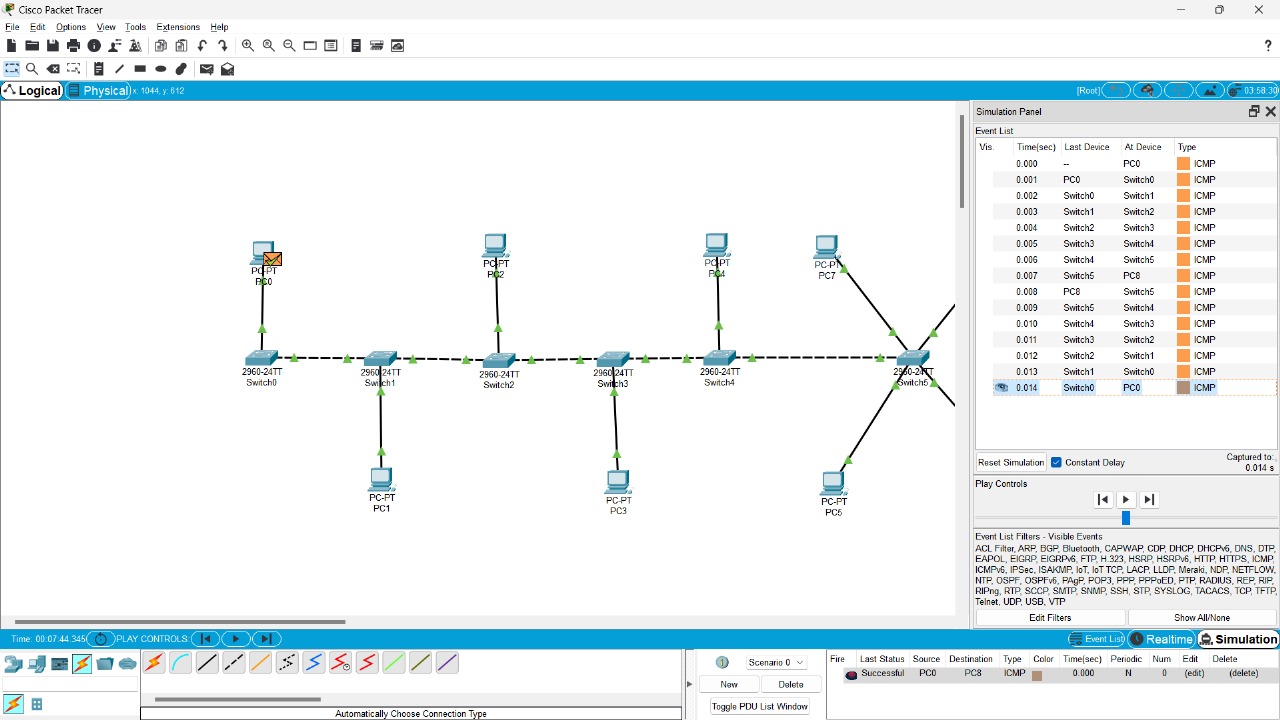 Cisco Packet Tracer
File Edit Options View Tools Extensions Help
?
Logical Physical x: 1044, y: 612 [Root] 03:58:30
Simulation Panel
Event List
Vis. Time(sec) Last Device At Device Type
0.000 -- PC0 ICMP
0.001 PC0 Switch0 ICMP
0.002 Switch0 Switch1 ICMP
0.003 Switch1 Switch2 ICMP
0.004 Switch2 Switch3 ICMP
0.005 Switch3 Switch4 ICMP
0.006 Switch4 Switch5 ICMP
0.007 Switch5 PC8 ICMP
0.008 PC8 Switch5 ICMP
0.009 Switch5 Switch4 ICMP
0.010 Switch4 Switch3 ICMP
0.011 Switch3 Switch2 ICMP
0.012 Switch2 Switch1 ICMP
0.013 Switch1 Switch0 ICMP
0.014 Switch0 PC0 ICMP
Reset Simulation Constant Delay Captured to:
0.014 s
Play Controls
Event List Filters - Visible Events
ACL Filter, ARP, BGP, Bluetooth, CAPWAP, CDP, DHCP, DHCPv6, DNS, DTP,
EAPOL, EIGRP, EIGRPv6, FTP, H.323, HSRP, HSRPv6, HTTP, HTTPS, ICMP,
ICMPv6, IPSec, ISAKMP, IoT, IoT TCP, LACP, LLDP, Meraki, NDP, NETFLOW,
NTP, OSPF, OSPFv6, PAgP, POP3, PPP, PPPoED, PTP, RADIUS, REP, RIP,
RIPng, RTP, SCCP, SMTP, SNMP, SSH, STP, SYSLOG, TACACS, TCP, TFTP,
Telnet, UDP, USB, VTP
Edit Filters Show All/None
PC-PT
PC0
PC-PT
PC2
PC-PT
PC4
PC-PT
PC7
2960-24TT
Switch0
2960-24TT
Switch1
2960-24TT
Switch2
2960-24TT
Switch3
2960-24TT
Switch4
2960-24TT
Switch5
PC-PT
PC1
PC-PT
PC3
PC-PT
PC5
Time: 00:07:44.345 PLAY CONTROLS: Event List Realtime Simulation
Scenario 0
New Delete
Toggle PDU List Window
Fire Last Status Source Destination Type Color Time(sec) Periodic Num Edit Delete
Successful PC0 PC8 ICMP 0.000 N 0 (edit) (delete)
Automatically Choose Connection Type